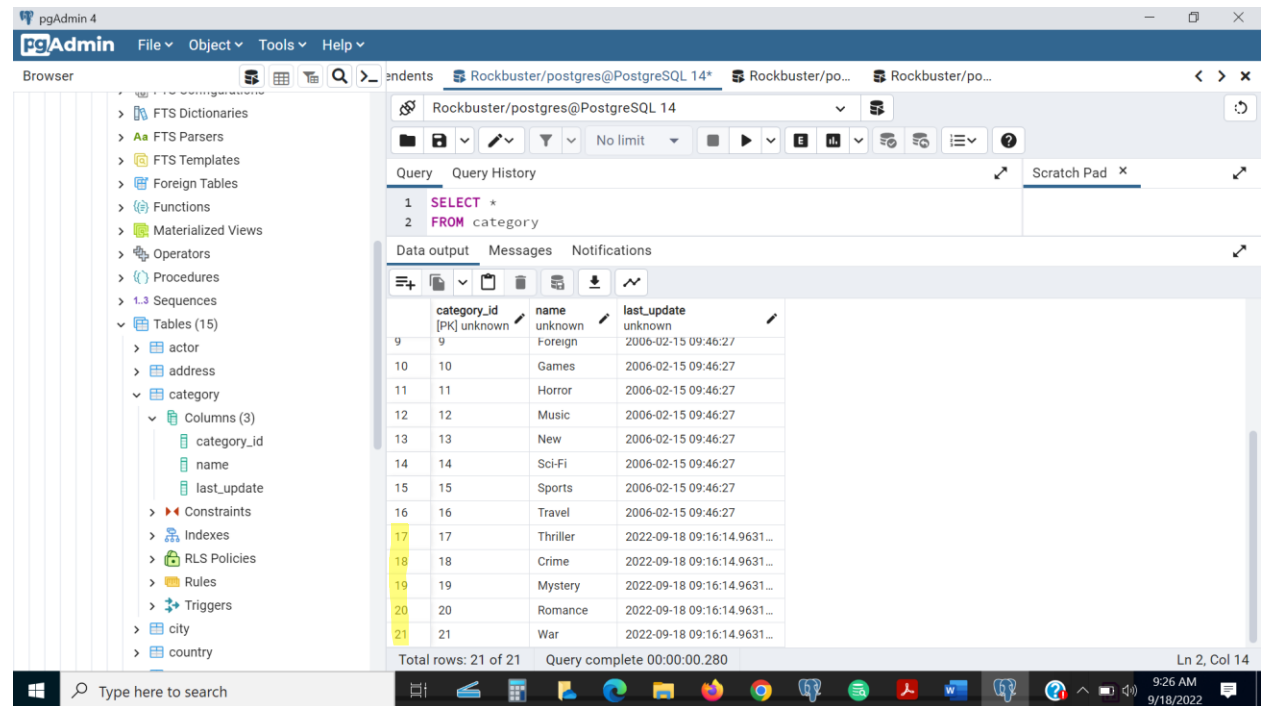 pgAdmin 4
pgAdmin File Object Tools Help
Browser
FTS Configurations
FTS Dictionaries
Aa FTS Parsers
FTS Templates
Foreign Tables
Functions
Materialized Views
Operators
Procedures
1..3 Sequences
Tables (15)
actor
address
category
Columns (3)
category_id
name
last_update
Constraints
Indexes
RLS Policies
Rules
Triggers
city
country
endents Rockbuster/postgres@PostgreSQL 14* Rockbuster/po... Rockbuster/po...
Rockbuster/postgres@PostgreSQL 14
No limit E
Query Query History Scratch Pad
1 SELECT *
2 FROM category
Data output Messages Notifications
category_id name last_update
[PK] unknown unknown unknown
9 9 Foreign 2006-02-15 09:46:27
10 10 Games 2006-02-15 09:46:27
11 11 Horror 2006-02-15 09:46:27
12 12 Music 2006-02-15 09:46:27
13 13 New 2006-02-15 09:46:27
14 14 Sci-Fi 2006-02-15 09:46:27
15 15 Sports 2006-02-15 09:46:27
16 16 Travel 2006-02-15 09:46:27
17 17 Thriller 2022-09-18 09:16:14.9631...
18 18 Crime 2022-09-18 09:16:14.9631...
19 19 Mystery 2022-09-18 09:16:14.9631...
20 20 Romance 2022-09-18 09:16:14.9631...
21 21 War 2022-09-18 09:16:14.9631...
Total rows: 21 of 21 Query complete 00:00:00.280 Ln 2, Col 14
Type here to search
9:26 AM
9/18/2022